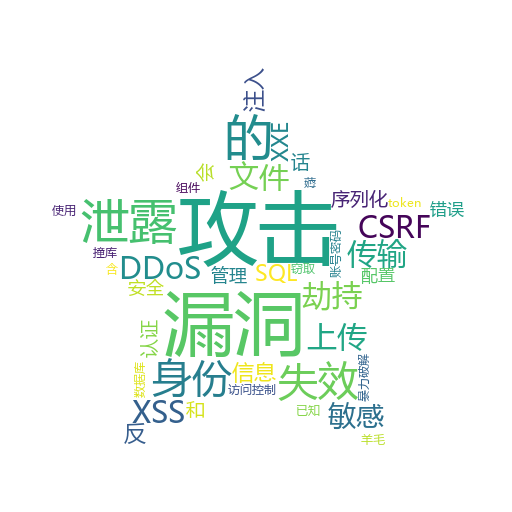 注入
的
XXE
会
话
文件
薅
组件
序列化
token
使用
泄露
攻击
CSRF
错误
账号密码
撞库
含
DDoS
管理
SQL
窃取
传输
配置
安全
劫持
漏洞
上传
认证
身份
信息
失效
暴力破解
数据库
访问控制
XSS
和
已知
敏感
反
羊毛